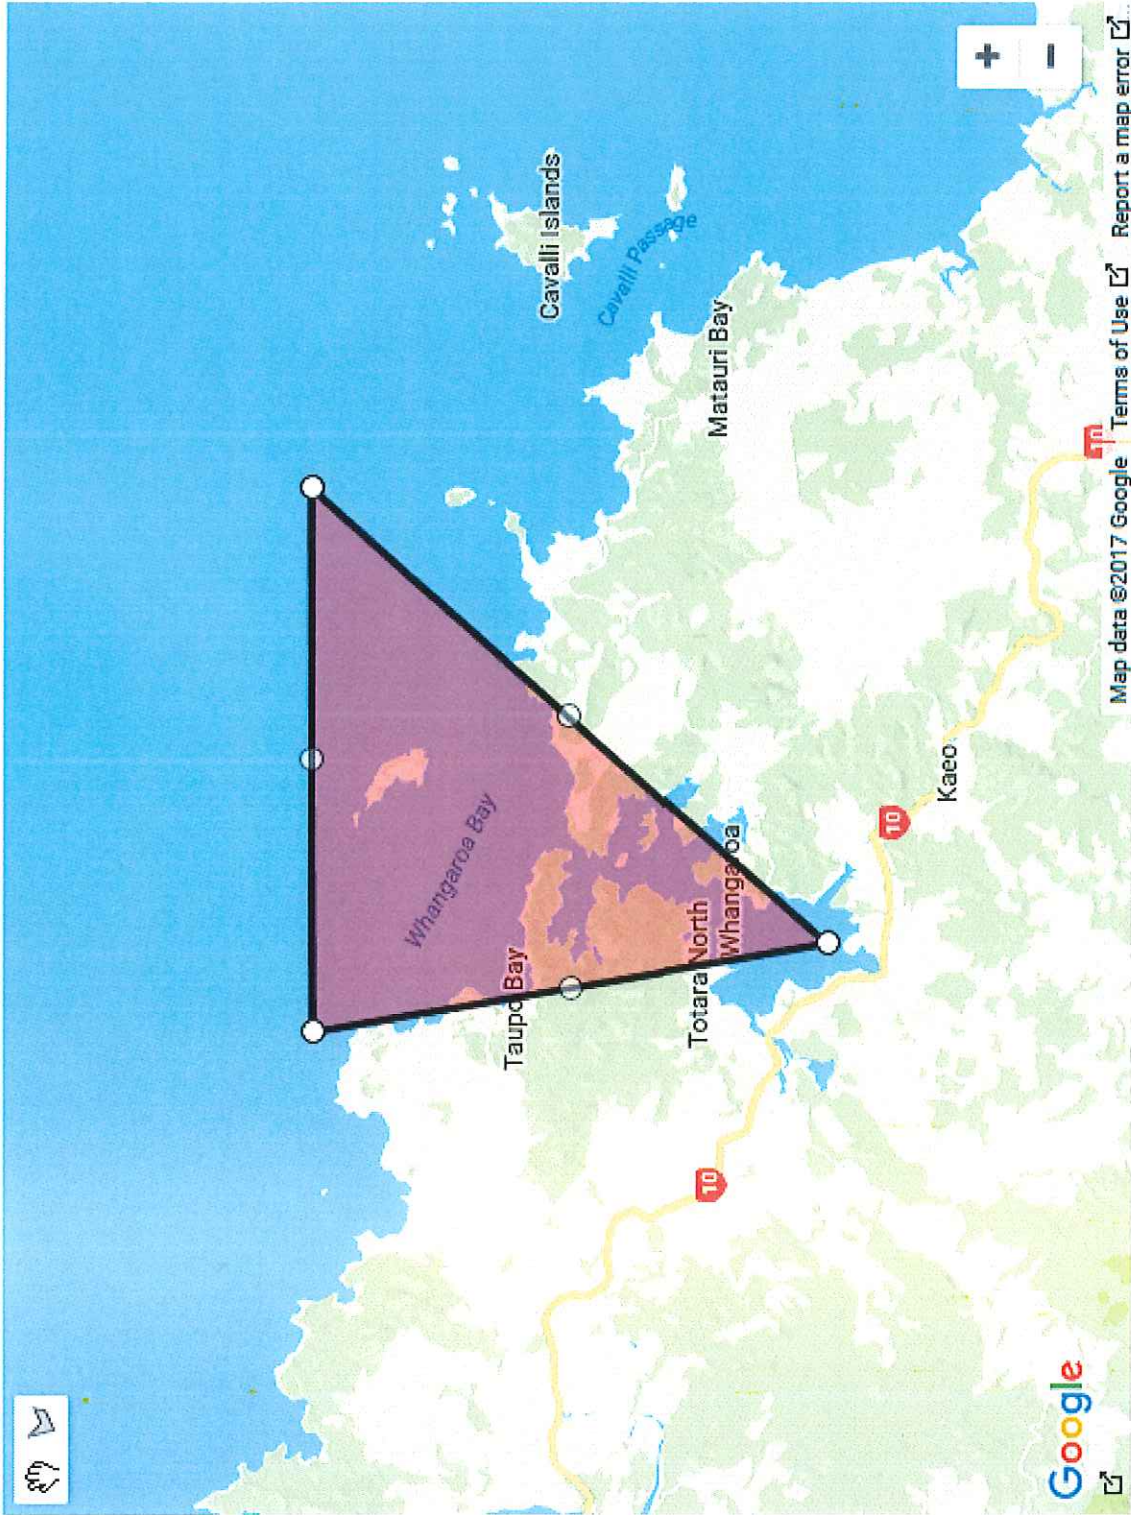 Cavalli Islands
Cavalli Passage
Matauri Bay
Whangaroa Bay
Taupo Bay
Totara North
Whangaroa
Kaeo
10
10
10
+
−
Google
Map data ©2017 Google
Terms of Use
Report a map error